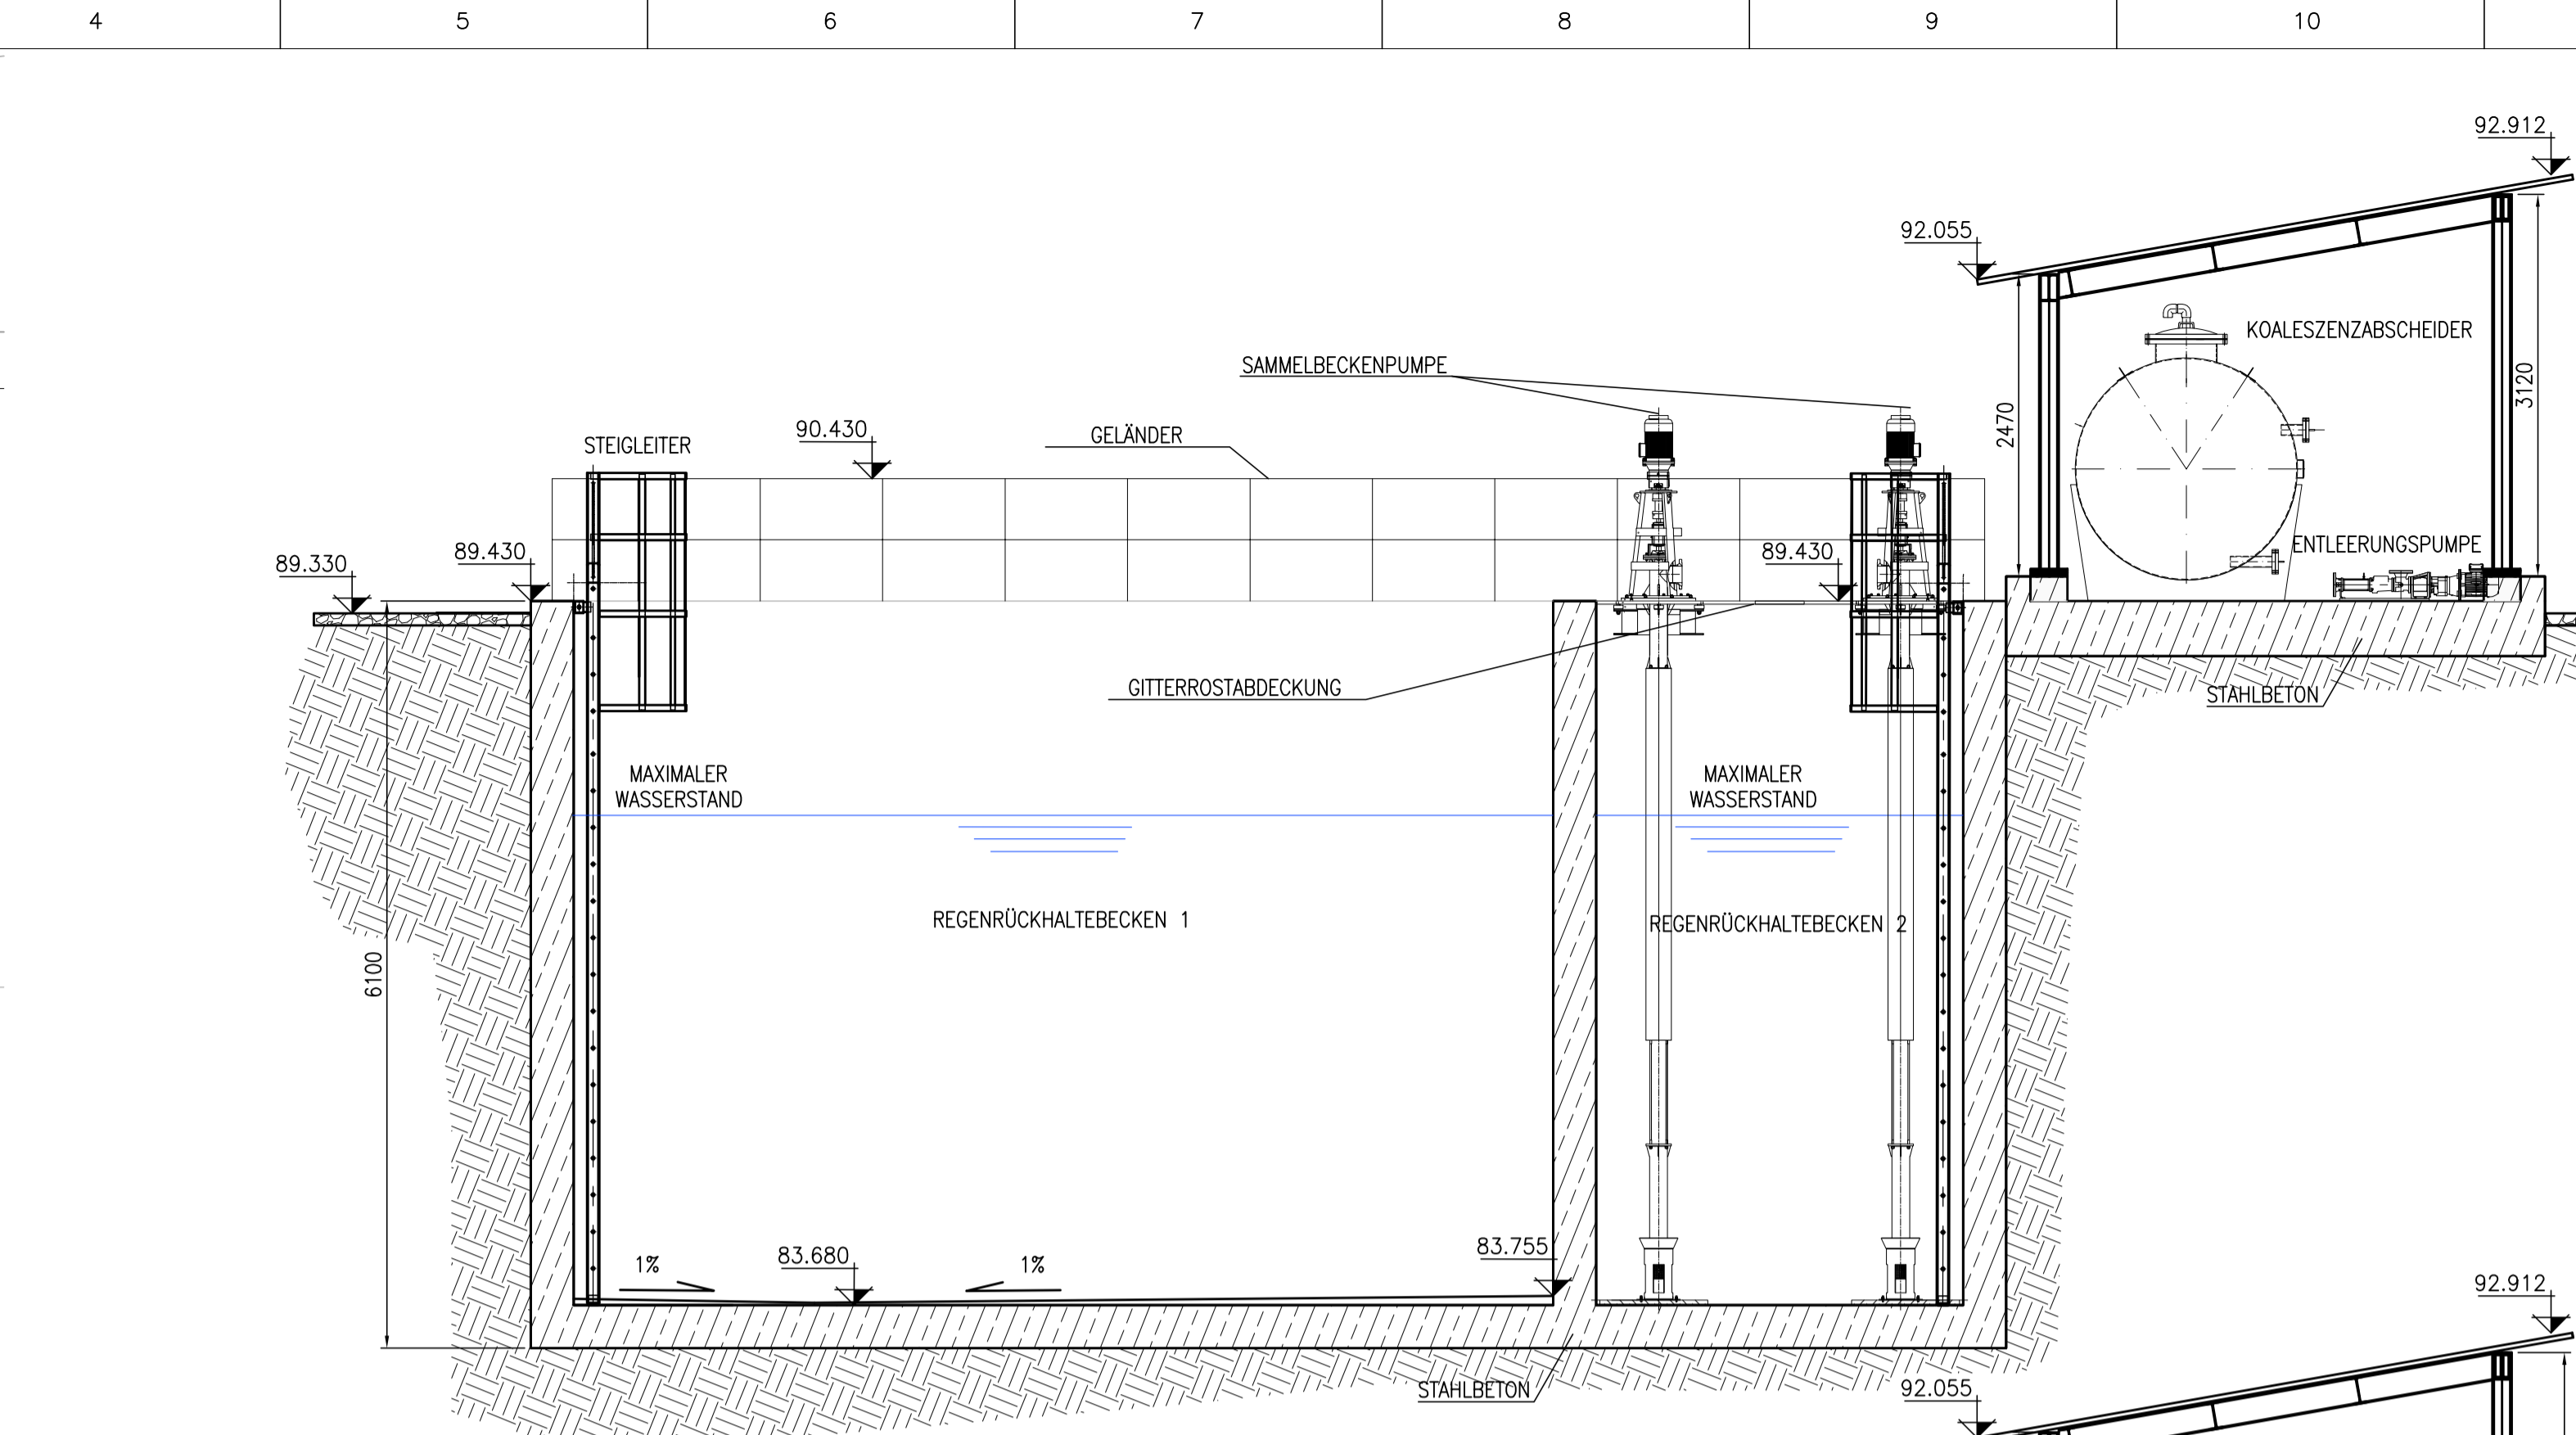 4 5 6 7 8 9 10
92.912
92.055
KOALESZENZABSCHEIDER
SAMMELBECKENPUMPE
3120
2470
90.430
GELÄNDER
STEIGLEITER
89.330
89.430
89.430
ENTLEERUNGSPUMPE
GITTERROSTABDECKUNG
STAHLBETON
MAXIMALER
WASSERSTAND
MAXIMALER
WASSERSTAND
REGENRÜCKHALTEBECKEN 1
REGENRÜCKHALTEBECKEN 2
6100
1%
83.680
1%
83.755
92.912
STAHLBETON
92.055